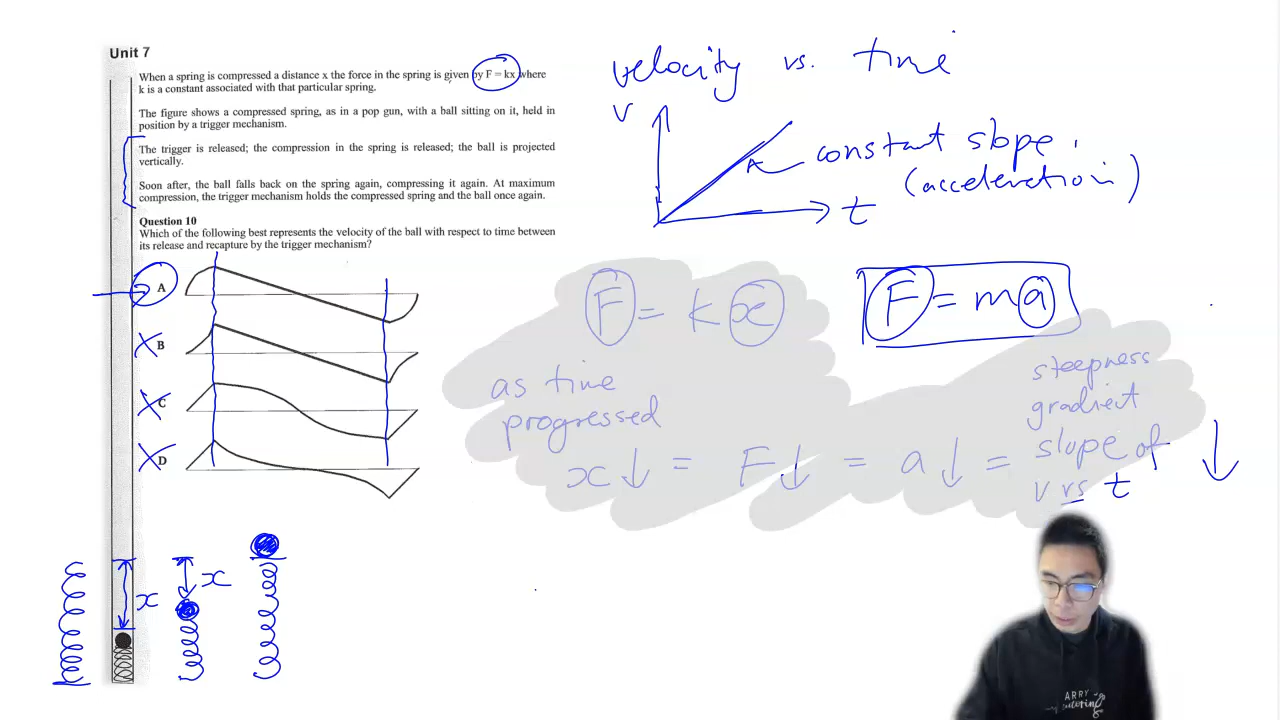 Unit 7
When a spring is compressed a distance x the force in the spring is given by F = kx where
k is a constant associated with that particular spring.
The figure shows a compressed spring, as in a pop gun, with a ball sitting on it, held in
position by a trigger mechanism.
The trigger is released; the compression in the spring is released; the ball is projected
vertically.
Soon after, the ball falls back on the spring again, compressing it again. At maximum
compression, the trigger mechanism holds the compressed spring and the ball once again.
Question 10
Which of the following best represents the velocity of the ball with respect to time between
its release and recapture by the trigger mechanism?
A
B
C
D
x
x
velocity vs. time
v
constant slope
(acceleration)
t
F = kx
F = ma
as time
progressed
x ↓ = F ↓ = a ↓ =
steepness
gradient
slope of ↓
v vs t
ARRY